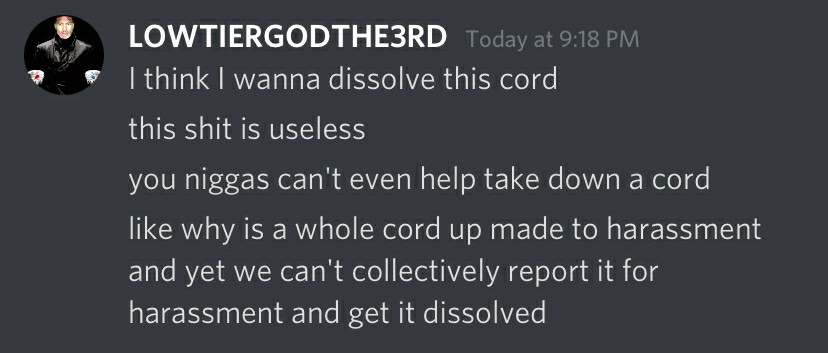 LOWTIERGODTHE3RD Today at 9:18 PM
I think I wanna dissolve this cord
this shit is useless
you niggas can't even help take down a cord
like why is a whole cord up made to harassment
and yet we can't collectively report it for
harassment and get it dissolved